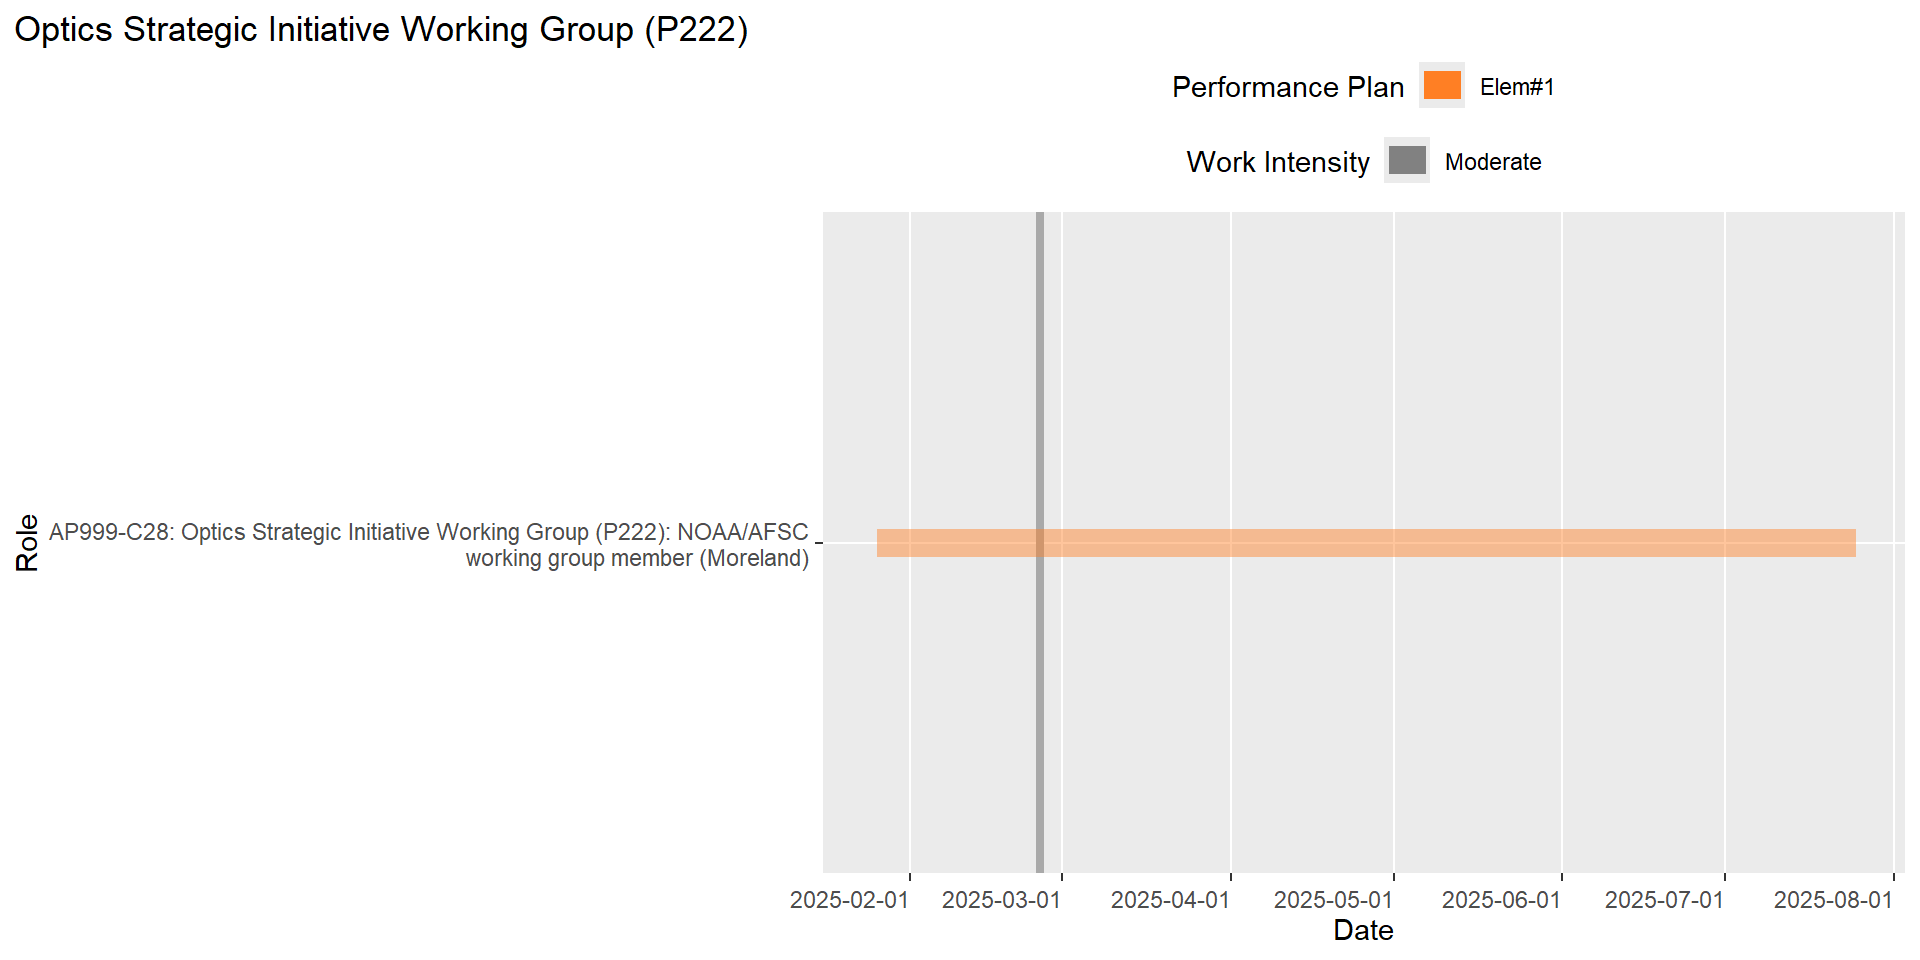 Optics Strategic Initiative Working Group (P222)
Performance Plan
Elem#1
Work Intensity
Moderate
Role
AP999-C28: Optics Strategic Initiative Working Group (P222): NOAA/AFSC
working group member (Moreland)
2025-02-01
2025-03-01
2025-04-01
2025-05-01
2025-06-01
2025-07-01
2025-08-01
Date